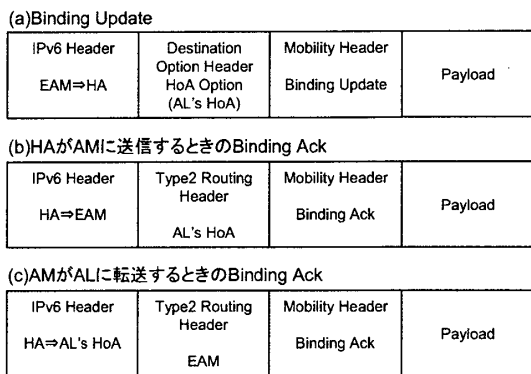 (a)Binding Update
IPv6 Header
EAM⇒HA
Destination
Option Header
HoA Option
(AL's HoA)
Mobility Header
Binding Update
Payload
(b)HAがAMに送信するときのBinding Ack
IPv6 Header
HA⇒EAM
Type2 Routing
Header
AL's HoA
Mobility Header
Binding Ack
Payload
(c)AMがALに転送するときのBinding Ack
IPv6 Header
HA⇒AL's HoA
Type2 Routing
Header
EAM
Mobility Header
Binding Ack
Payload